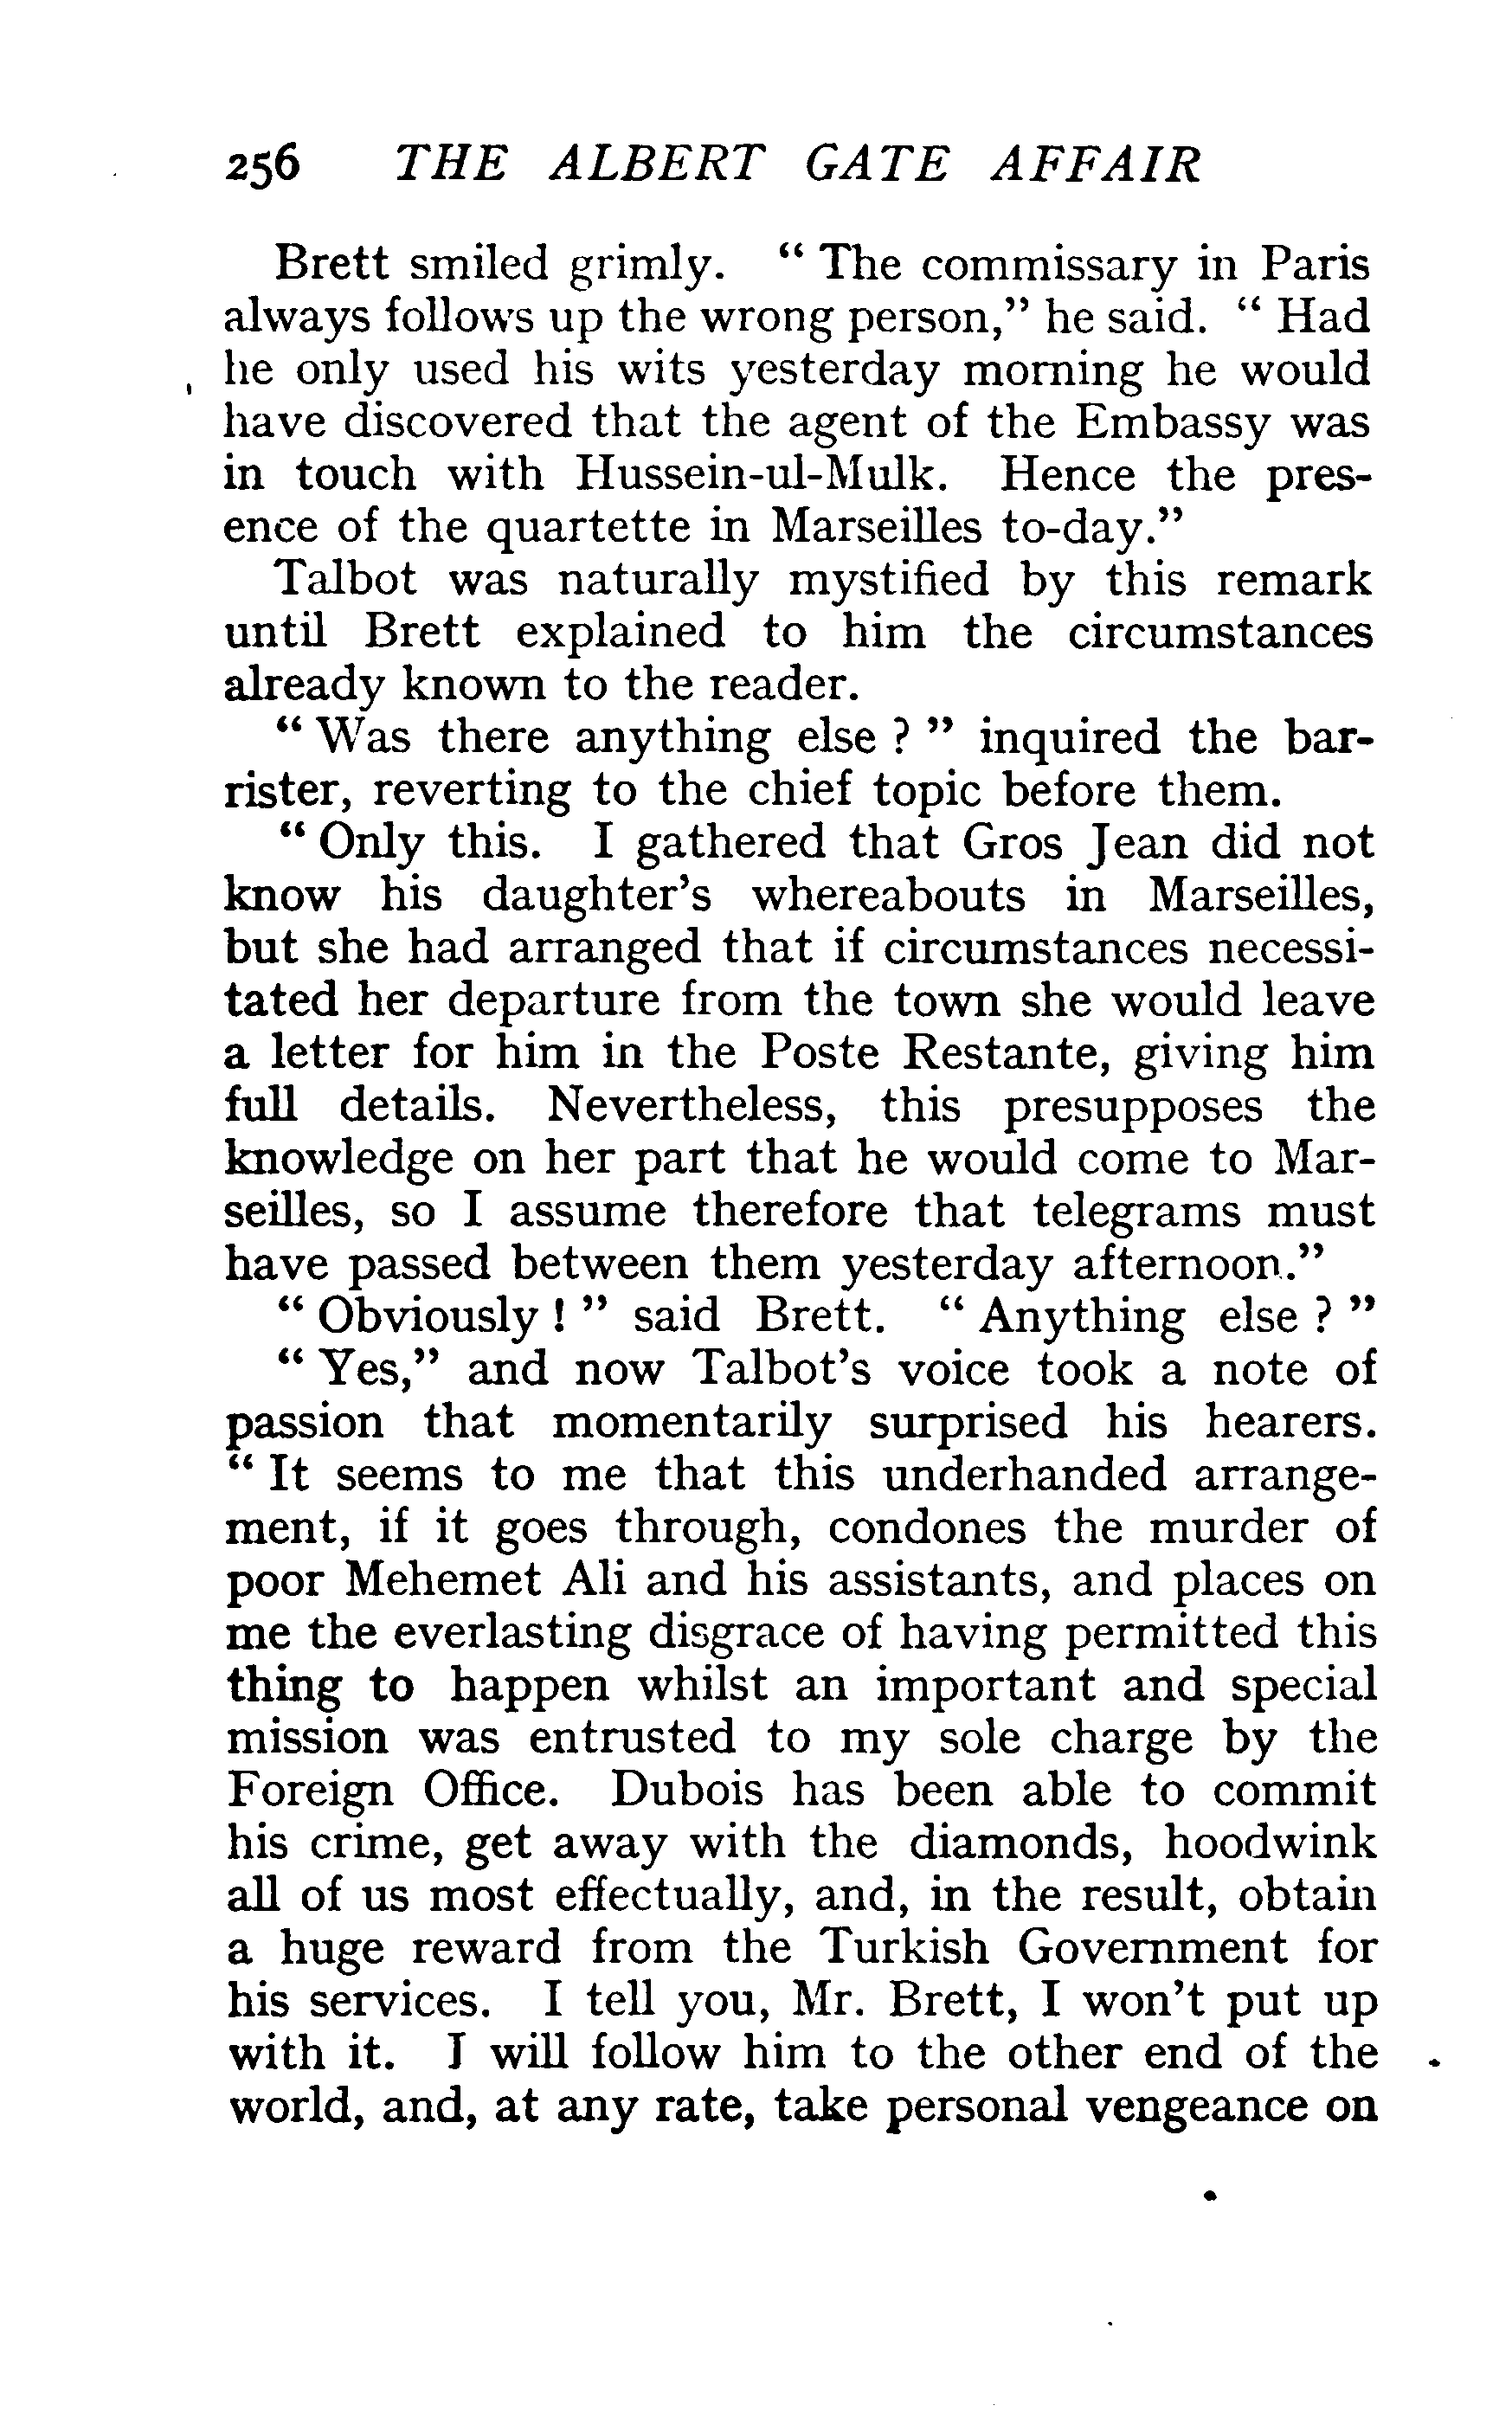 256 THE ALBERT GATE AFFAIR
Brett smiled grimly. “ The commissary in Paris
always follows up the wrong person,” he said. “ Had
he only used his wits yesterday morning he would
have discovered that the agent of the Embassy was
in touch with Hussein-ul-Mulk. Hence the pres-
ence of the quartette in Marseilles to-day.”
Talbot was naturally mystified by this remark
until Brett explained to him the circumstances
already known to the reader.
“ Was there anything else ? ” inquired the bar-
rister, reverting to the chief topic before them.
“ Only this. I gathered that Gros Jean did not
know his daughter’s whereabouts in Marseilles,
but she had arranged that if circumstances necessi-
tated her departure from the town she would leave
a letter for him in the Poste Restante, giving him
full details. Nevertheless, this presupposes the
knowledge on her part that he would come to Mar-
seilles, so I assume therefore that telegrams must
have passed between them yesterday afternoon.”
“ Obviously ! ” said Brett. “ Anything else ? ”
“ Yes,” and now Talbot’s voice took a note of
passion that momentarily surprised his hearers.
“ It seems to me that this underhanded arrange-
ment, if it goes through, condones the murder of
poor Mehemet Ali and his assistants, and places on
me the everlasting disgrace of having permitted this
thing to happen whilst an important and special
mission was entrusted to my sole charge by the
Foreign Office. Dubois has been able to commit
his crime, get away with the diamonds, hoodwink
all of us most effectually, and, in the result, obtain
a huge reward from the Turkish Government for
his services. I tell you, Mr. Brett, I won’t put up
with it. I will follow him to the other end of the
world, and, at any rate, take personal vengeance on